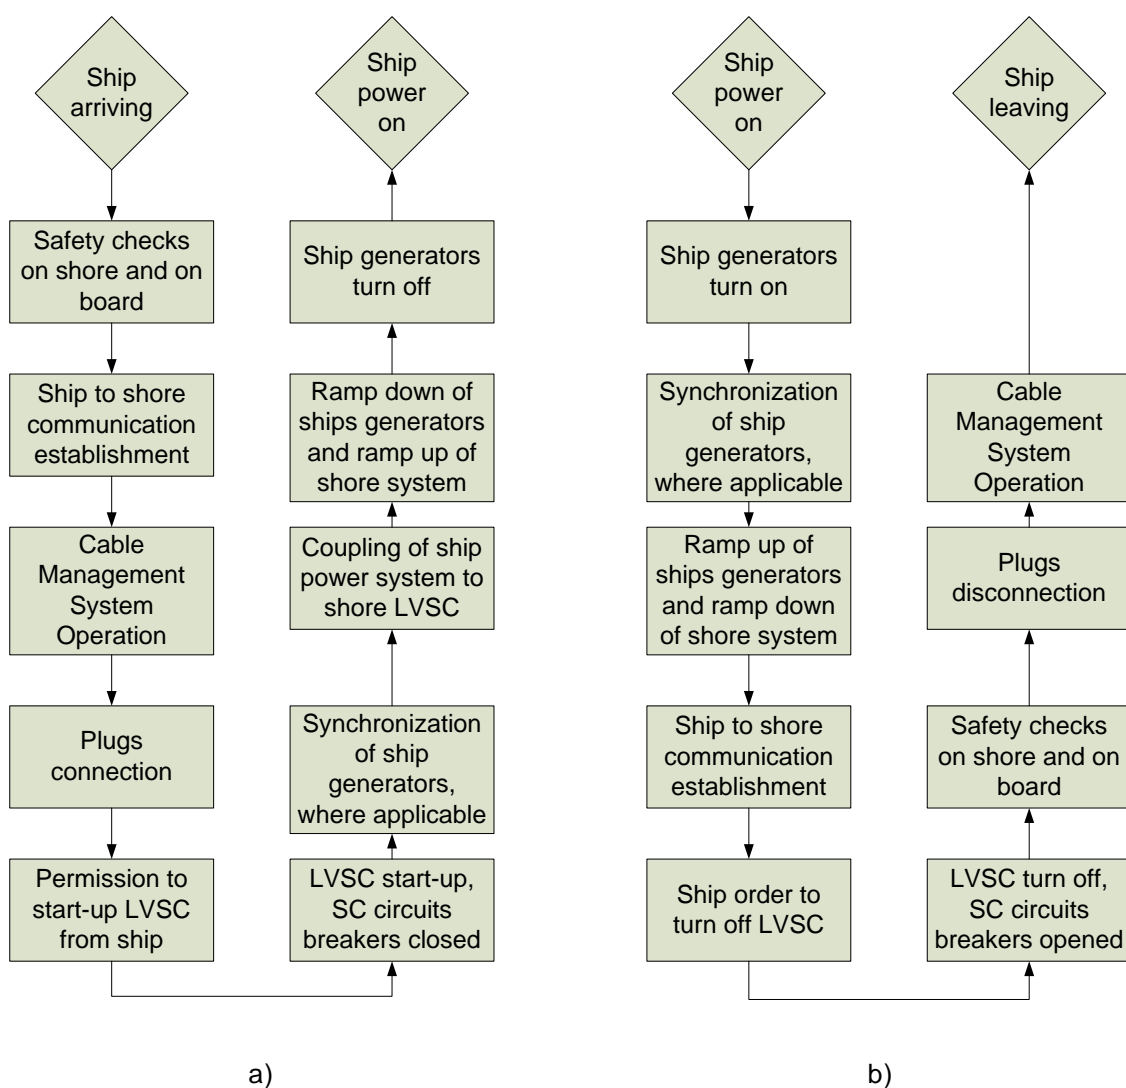 Ship
arriving
Safety checks
on shore and on
board
Ship to shore
communication
establishment
Cable
Management
System
Operation
Plugs
connection
Permission to
start-up LVSC
from ship
LVSC start-up,
SC circuits
breakers closed
Synchronization
of ship
generators,
where applicable
Coupling of ship
power system to
shore LVSC
Ramp down of
ships generators
and ramp up of
shore system
Ship generators
turn off
Ship
power
on
a)
Ship
power
on
Ship generators
turn on
Synchronization
of ship
generators,
where applicable
Ramp up of
ships generators
and ramp down
of shore system
Ship to shore
communication
establishment
Ship order to
turn off LVSC
LVSC turn off,
SC circuits
breakers opened
Safety checks
on shore and on
board
Plugs
disconnection
Cable
Management
System
Operation
Ship
leaving
b)